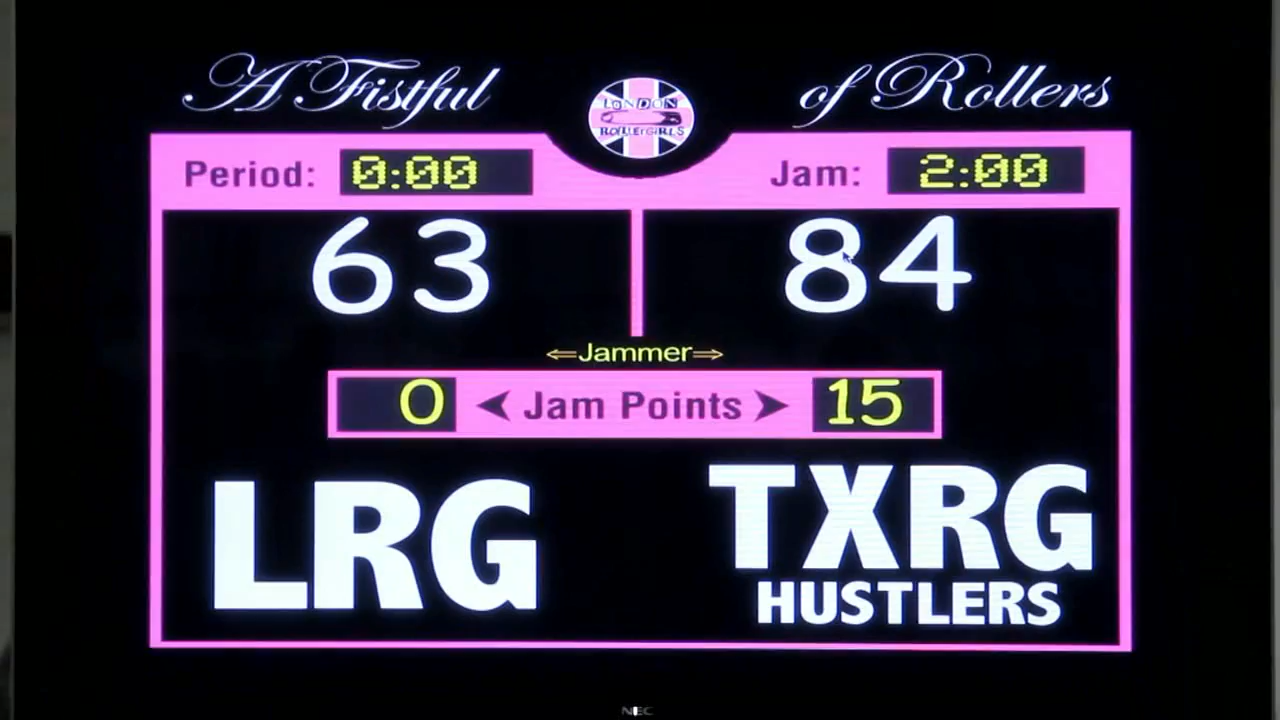 A Fistful of Rollers
LONDON
ROLLERGIRLS
Period: 0:00 Jam: 2:00
63 84
⇐Jammer⇒
0 ◄ Jam Points ► 15
LRG TXRG
HUSTLERS
NEC